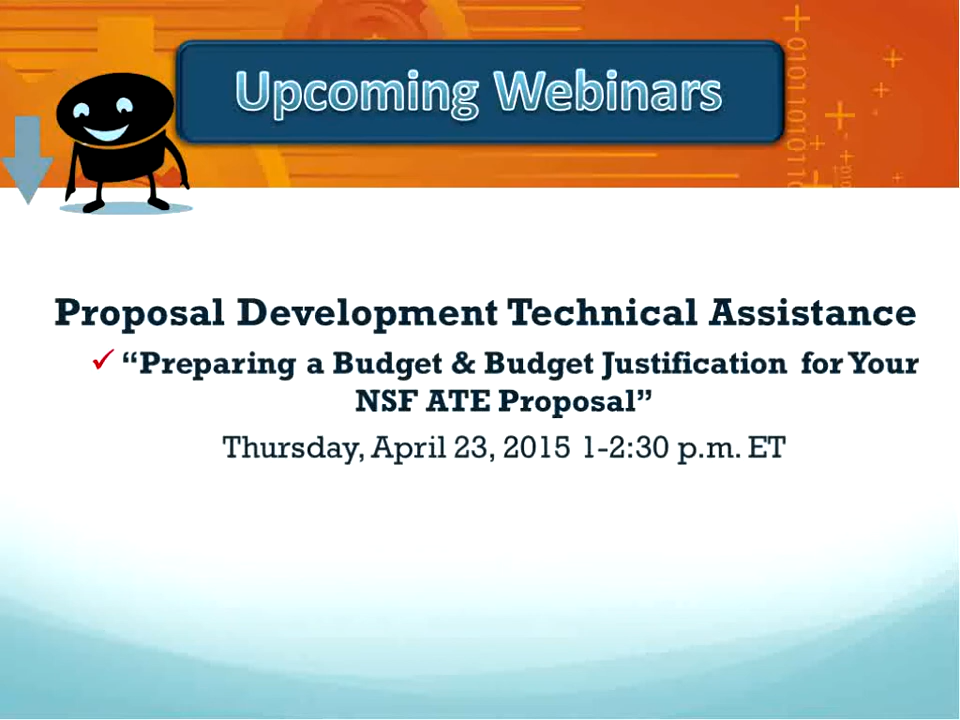 Upcoming Webinars
Proposal Development Technical Assistance
✓ “Preparing a Budget & Budget Justification for Your
NSF ATE Proposal”
Thursday, April 23, 2015 1-2:30 p.m. ET